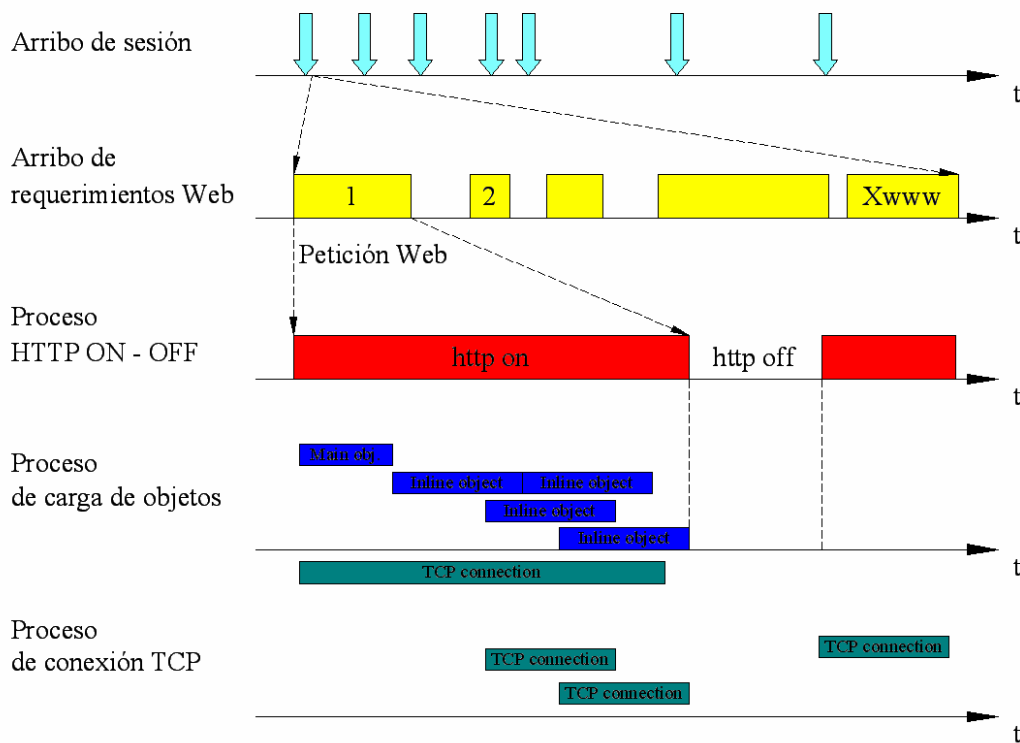 Arribo de sesión
t
Arribo de
requerimientos Web
1
2
Xwww
t
Petición Web
Proceso
HTTP ON - OFF
http on
http off
t
Proceso
de carga de objetos
Main obj.
Inline object
Inline object
Inline object
Inline object
t
TCP connection
Proceso
de conexión TCP
TCP connection
TCP connection
TCP connection
t